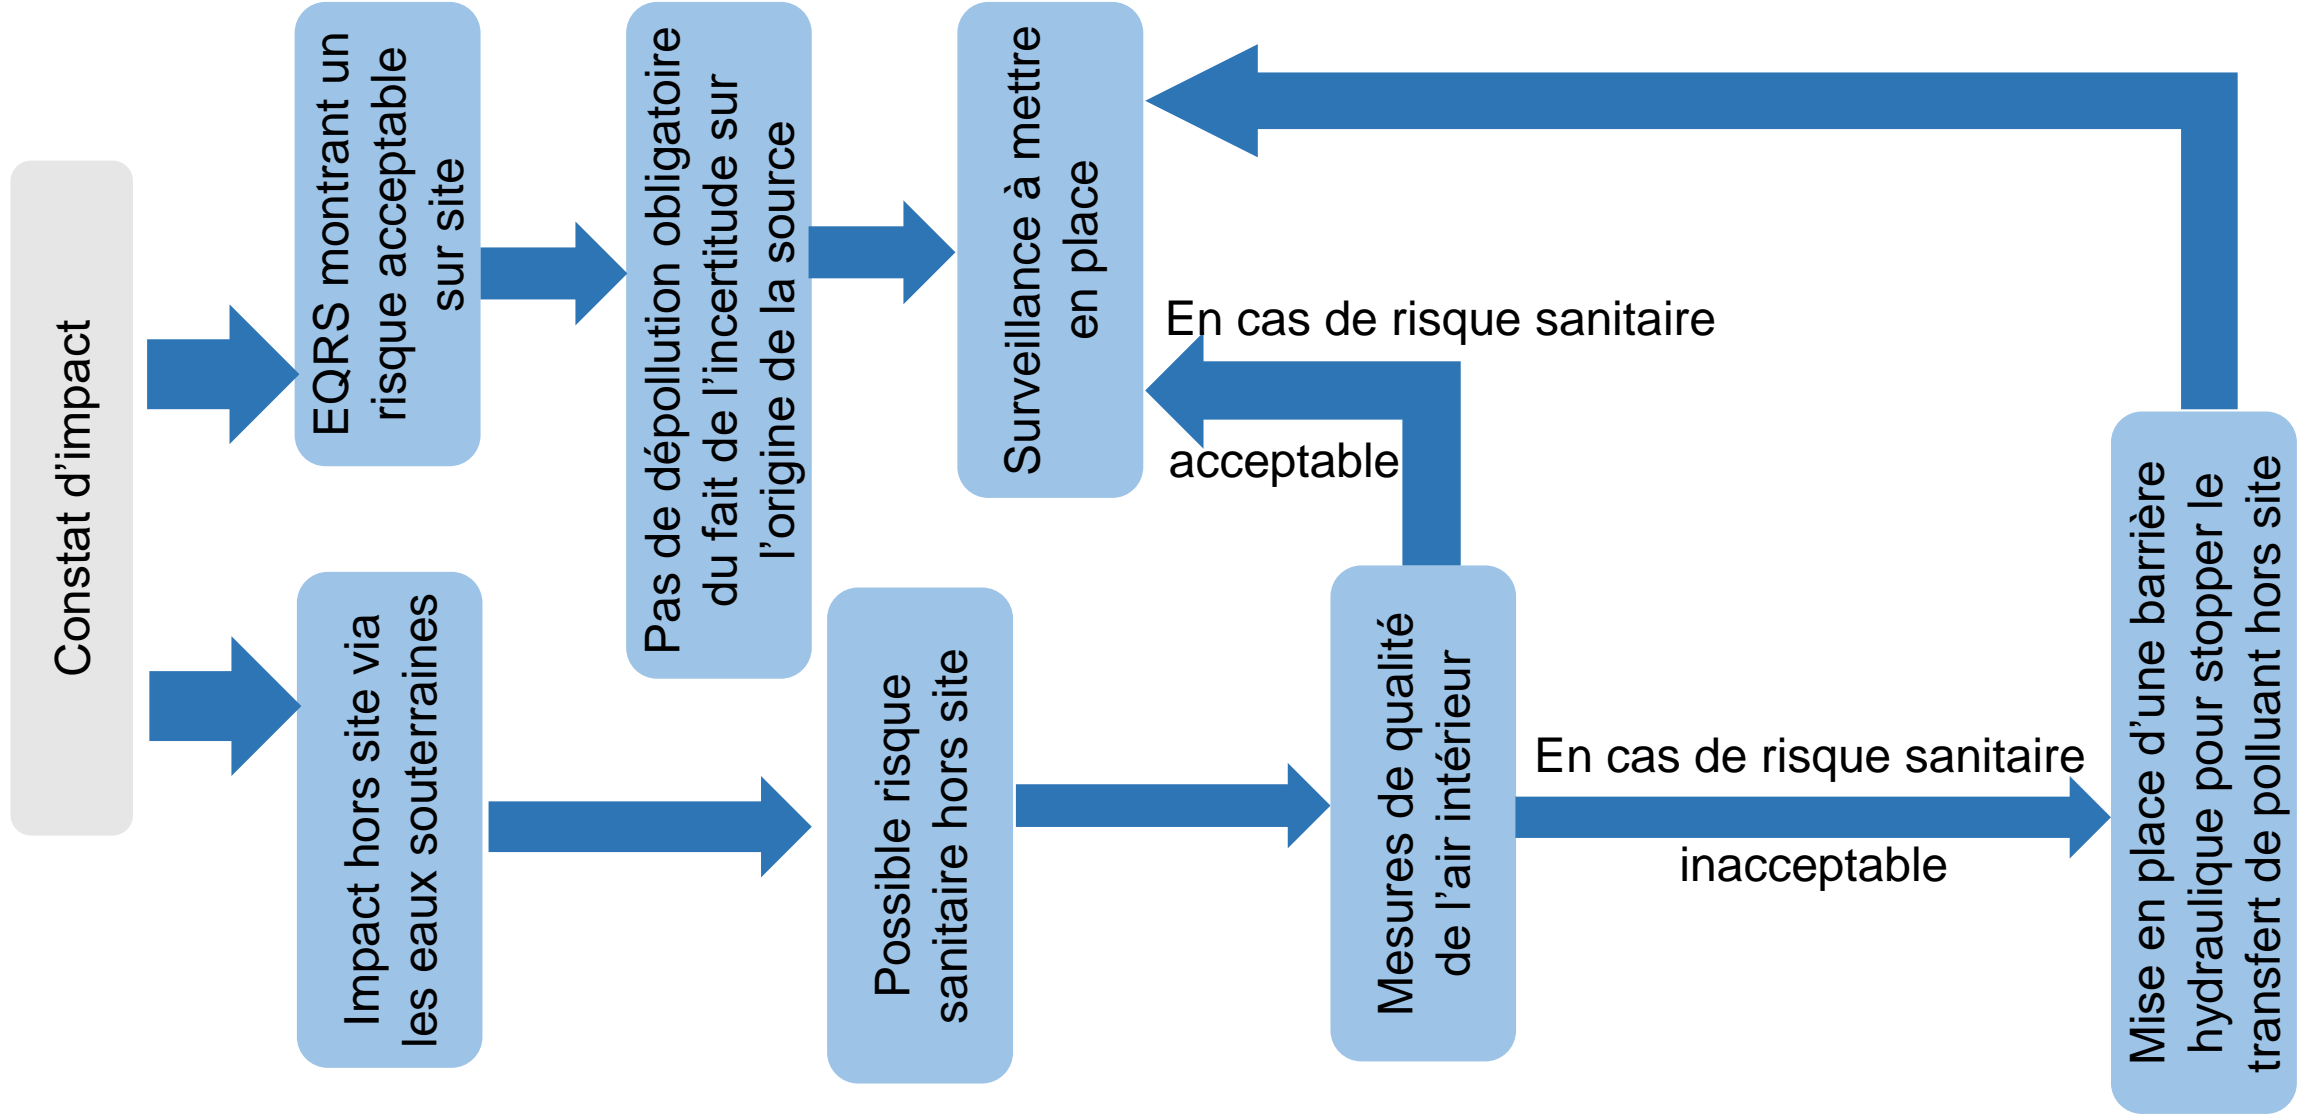 Constat d’impact
EQRS montrant un
risque acceptable
sur site
Pas de dépollution obligatoire
du fait de l’incertitude sur
l’origine de la source
Surveillance à mettre
en place
En cas de risque sanitaire
acceptable
Impact hors site via
les eaux souterraines
Possible risque
sanitaire hors site
Mesures de qualité
de l’air intérieur
En cas de risque sanitaire
inacceptable
Mise en place d’une barrière
hydraulique pour stopper le
transfert de polluant hors site